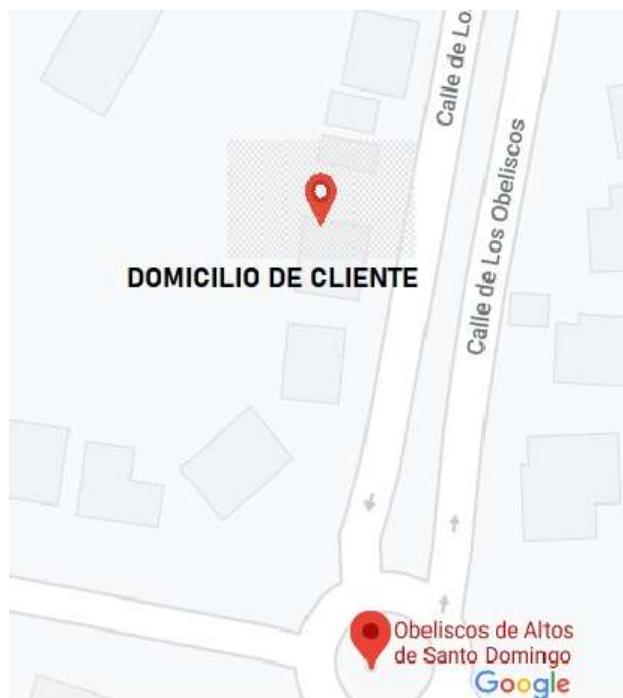 Calle de Lo
Calle de Los Obeliscos
DOMICILIO DE CLIENTE
Obeliscos de Altos
de Santo Domingo
Google